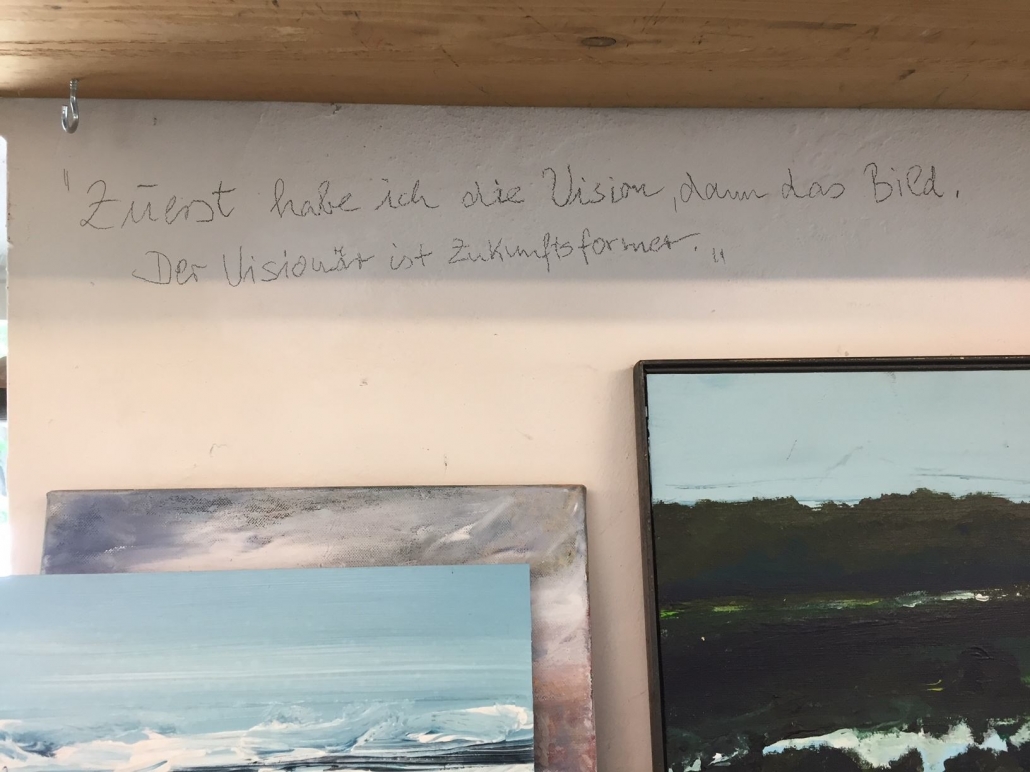 " Zuerst habe ich die Vision, dann das Bild.
Der Visionär ist Zukunftsformer. "